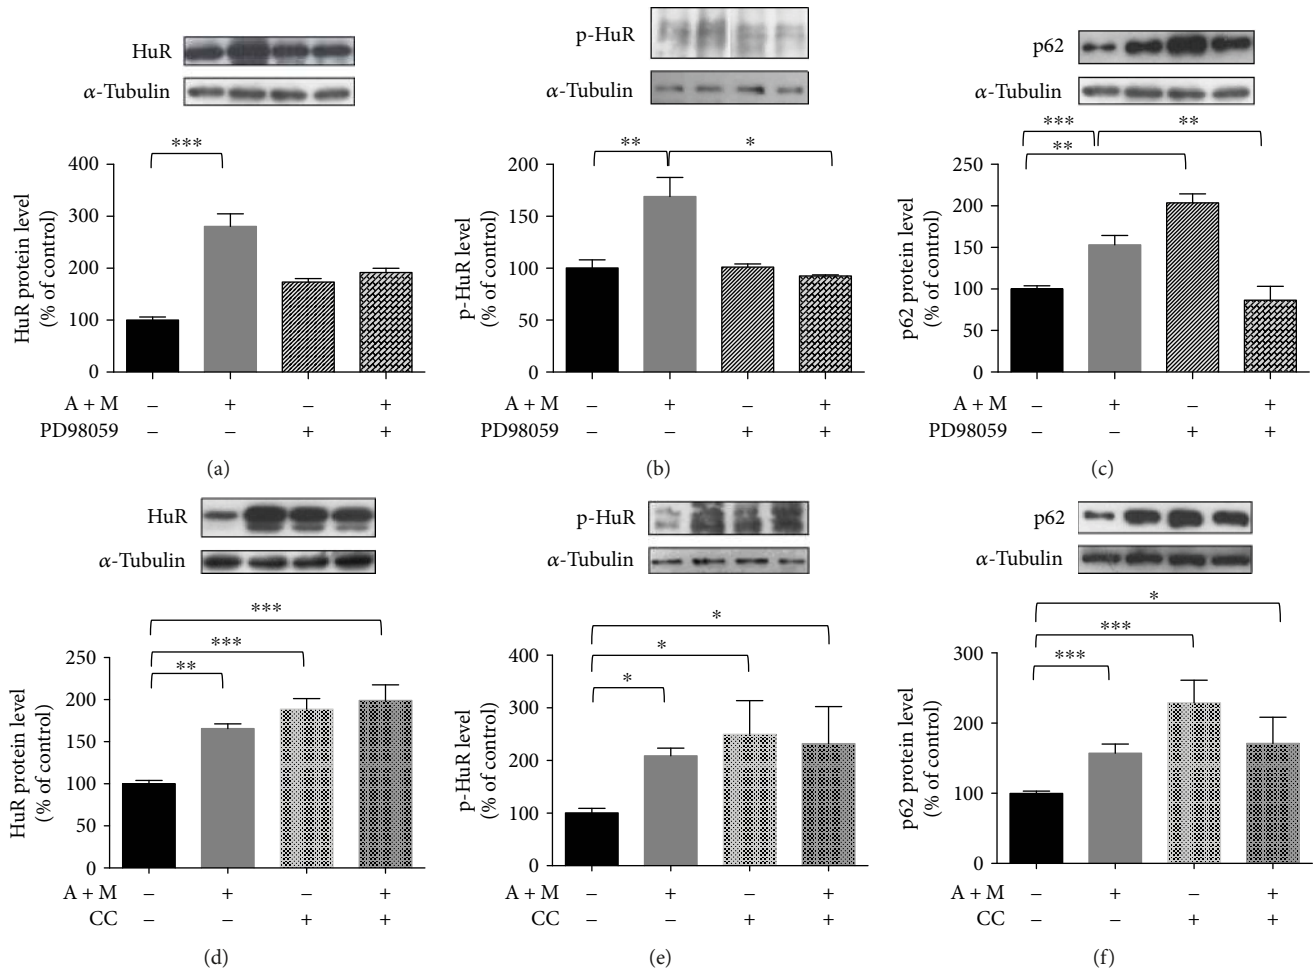 HuR
α-Tubulin
***
HuR protein level
(% of control)
400
300
200
100
0
A + M – + – +
PD98059 – – + +
(a)
p-HuR
α-Tubulin
** *
p-HuR level
(% of control)
200
150
100
50
0
A + M – + – +
PD98059 – – + +
(b)
p62
α-Tubulin
*** **
**
p62 protein level
(% of control)
250
200
150
100
50
0
A + M – + – +
PD98059 – – + +
(c)
HuR
α-Tubulin
***
***
**
HuR protein level
(% of control)
250
200
150
100
50
0
A + M – + – +
CC – – + +
(d)
p-HuR
α-Tubulin
*
*
*
p-HuR level
(% of control)
400
300
200
100
0
A + M – + – +
CC – – + +
(e)
p62
α-Tubulin
*
***
***
p62 protein level
(% of control)
300
200
100
0
A + M – + – +
CC – – + +
(f)